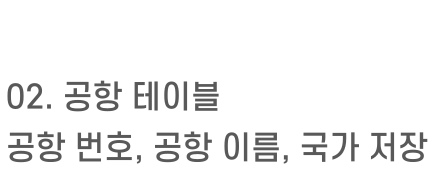 02. 공항 테이블
공항 번호, 공항 이름, 국가 저장